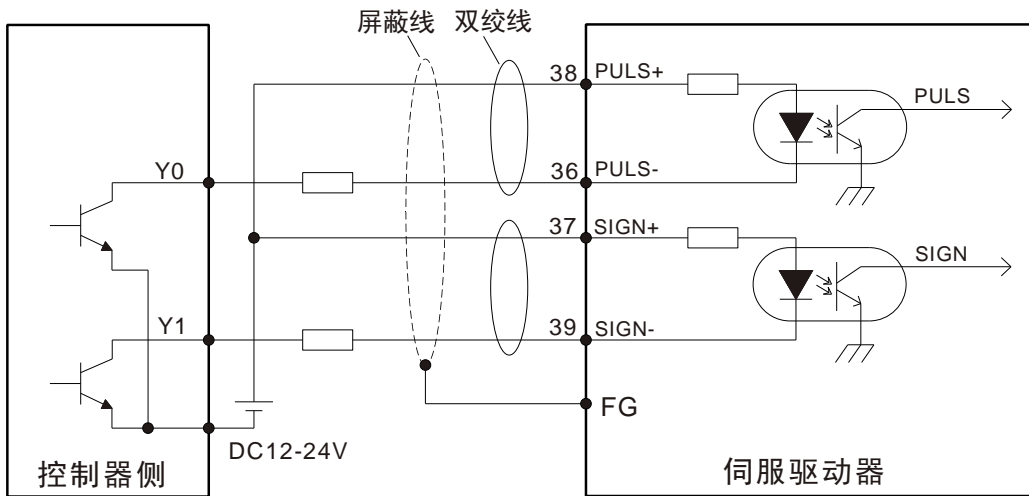 屏蔽线 双绞线
38 PULS+
PULS
Y0
36 PULS-
37 SIGN+
SIGN
Y1
39 SIGN-
FG
DC12-24V
控制器侧
伺服驱动器